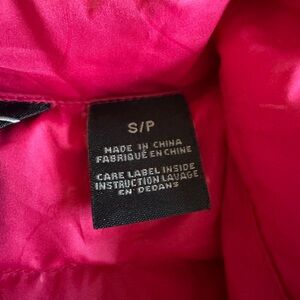 S/P
MADE IN CHINA
FABRIQUÉ EN CHINE
CARE LABEL INSIDE
INSTRUCTION LAVAGE
EN DEDANS